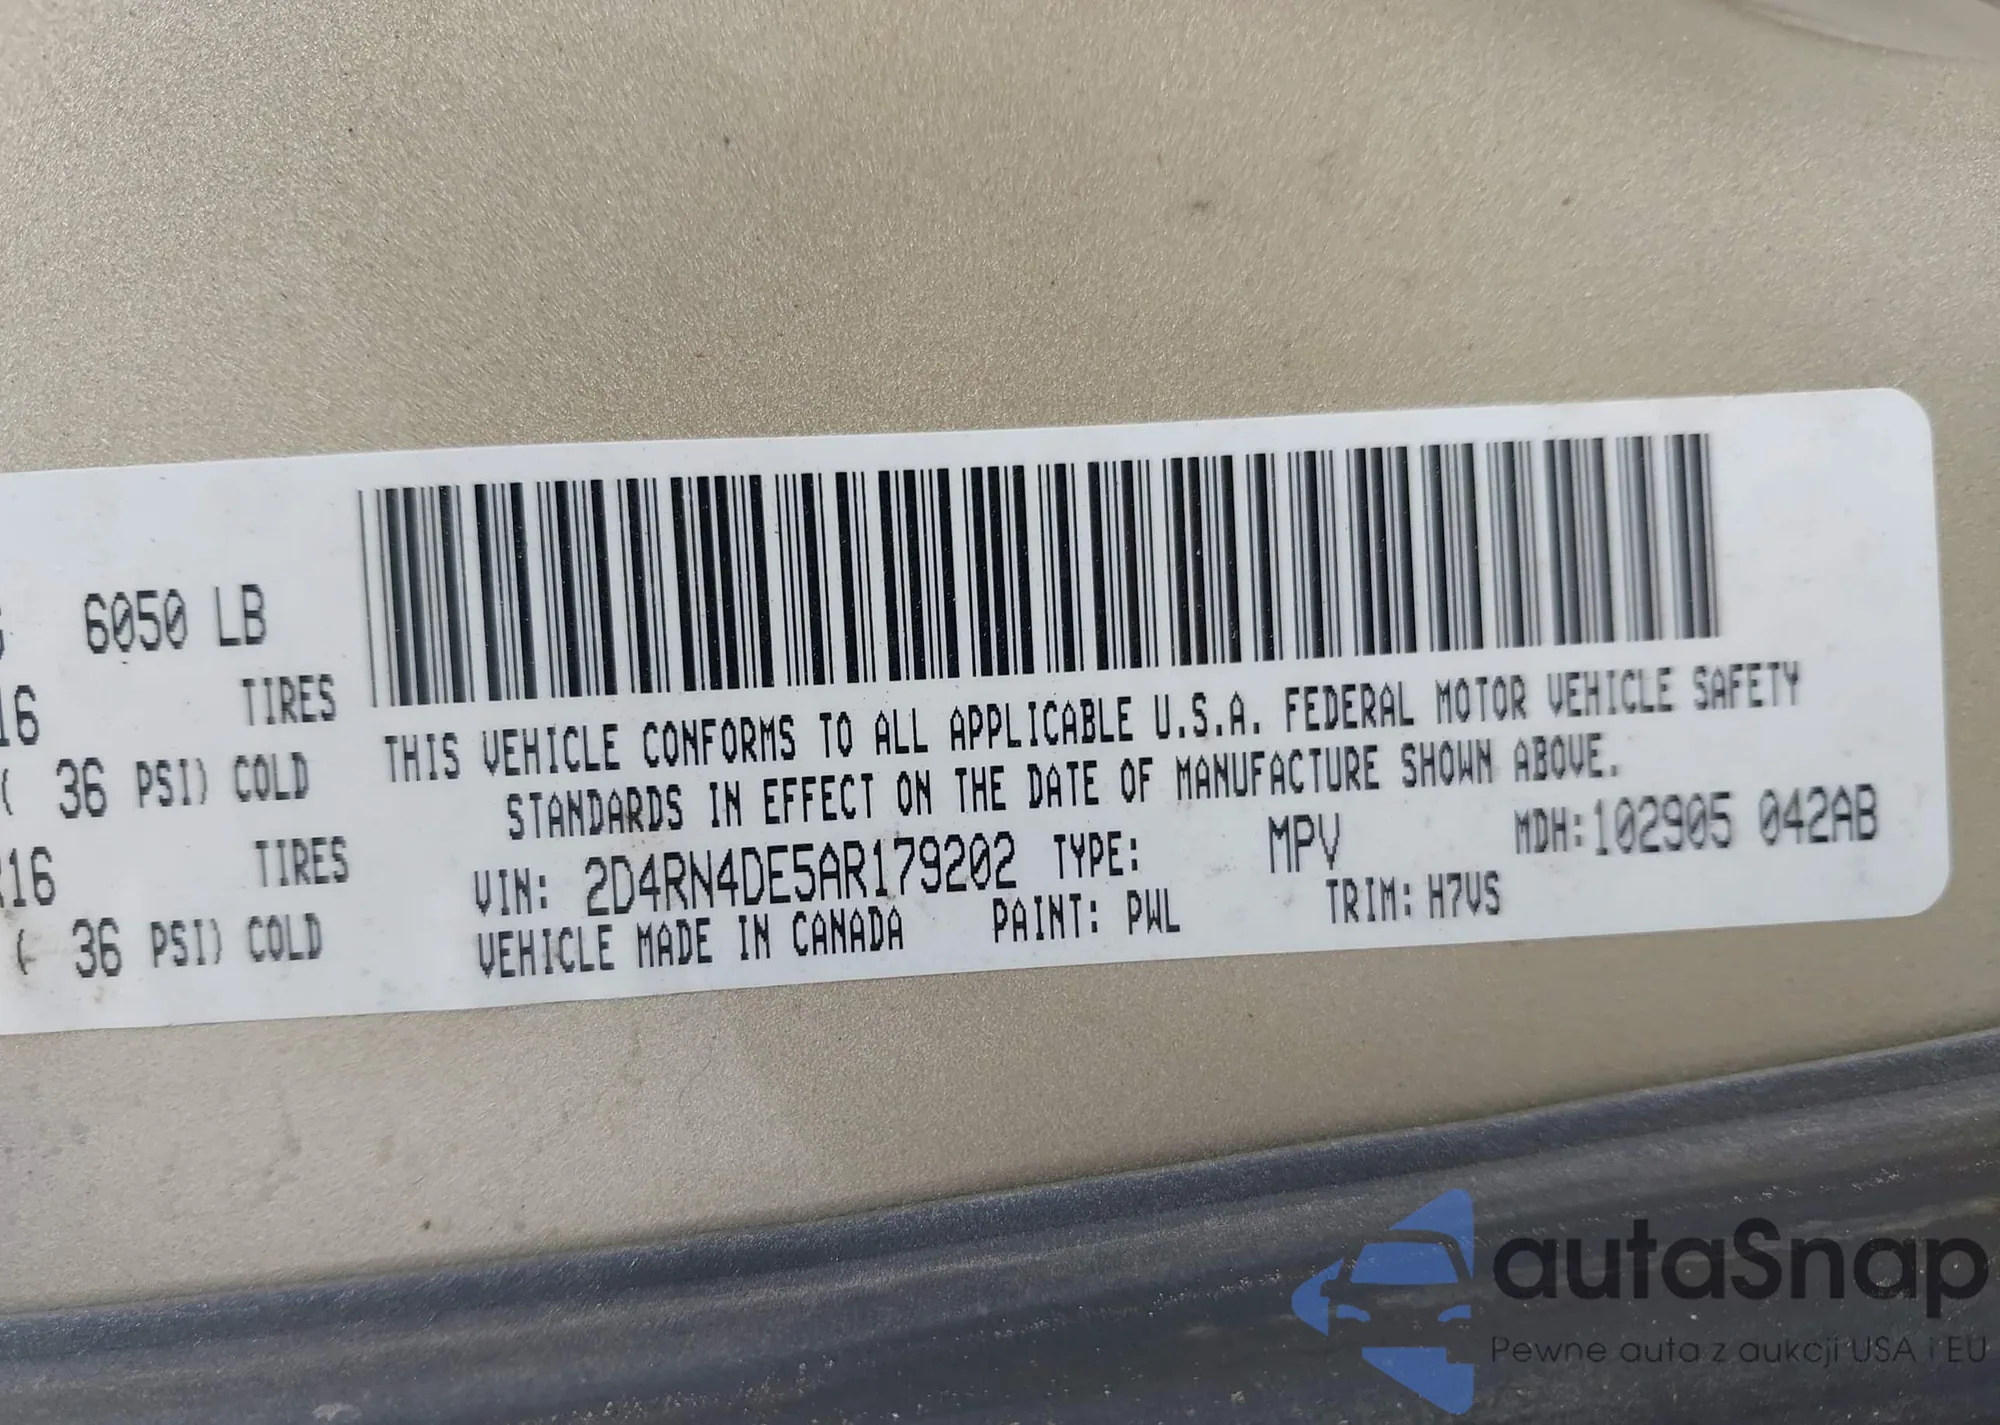 6050 LB
16 TIRES
( 36 PSI) COLD
16 TIRES
( 36 PSI) COLD
THIS VEHICLE CONFORMS TO ALL APPLICABLE U.S.A. FEDERAL MOTOR VEHICLE SAFETY
STANDARDS IN EFFECT ON THE DATE OF MANUFACTURE SHOWN ABOVE.
VIN: 2D4RN4DE5AR179202 TYPE: MPV MDH:102905 042AB
VEHICLE MADE IN CANADA PAINT: PWL TRIM: H7VS
autaSnap
Pewne auta z aukcji USA i EU